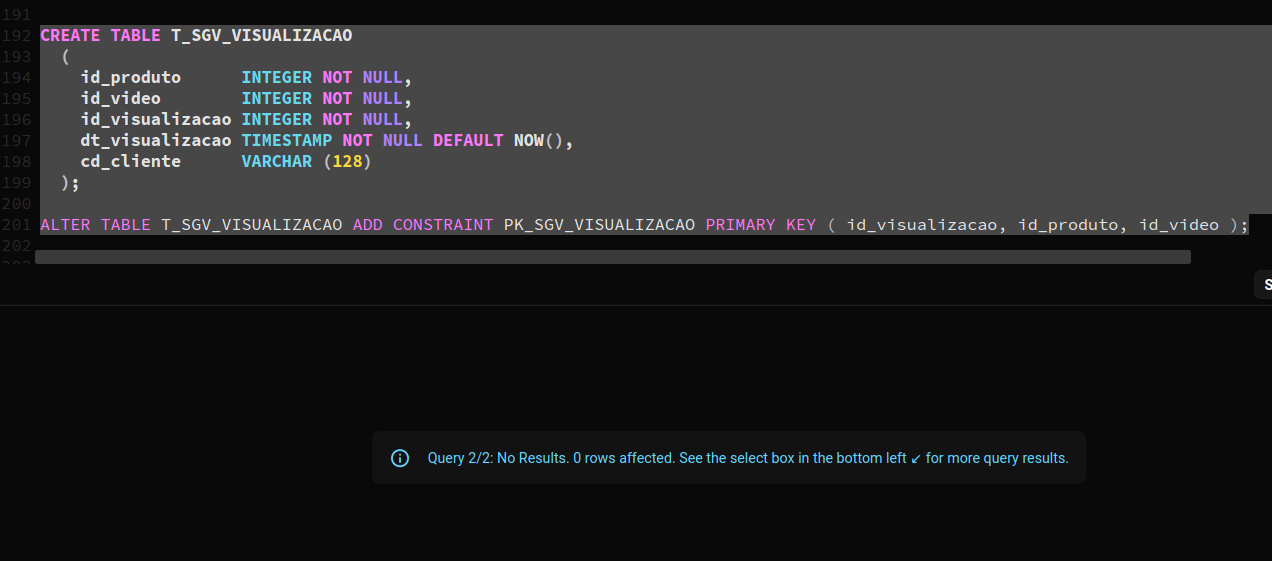 191
192 CREATE TABLE T_SGV_VISUALIZACAO
193 (
194 id_produto INTEGER NOT NULL,
195 id_video INTEGER NOT NULL,
196 id_visualizacao INTEGER NOT NULL,
197 dt_visualizacao TIMESTAMP NOT NULL DEFAULT NOW(),
198 cd_cliente VARCHAR (128)
199 );
200
201 ALTER TABLE T_SGV_VISUALIZACAO ADD CONSTRAINT PK_SGV_VISUALIZACAO PRIMARY KEY ( id_visualizacao, id_produto, id_video );
202
Query 2/2: No Results. 0 rows affected. See the select box in the bottom left ↙ for more query results.